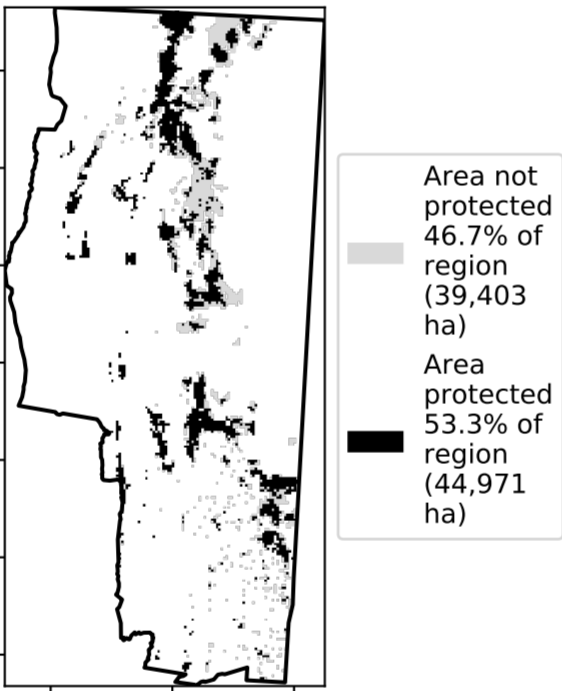 Area not
protected
46.7% of
region
(39,403
ha)
Area
protected
53.3% of
region
(44,971
ha)